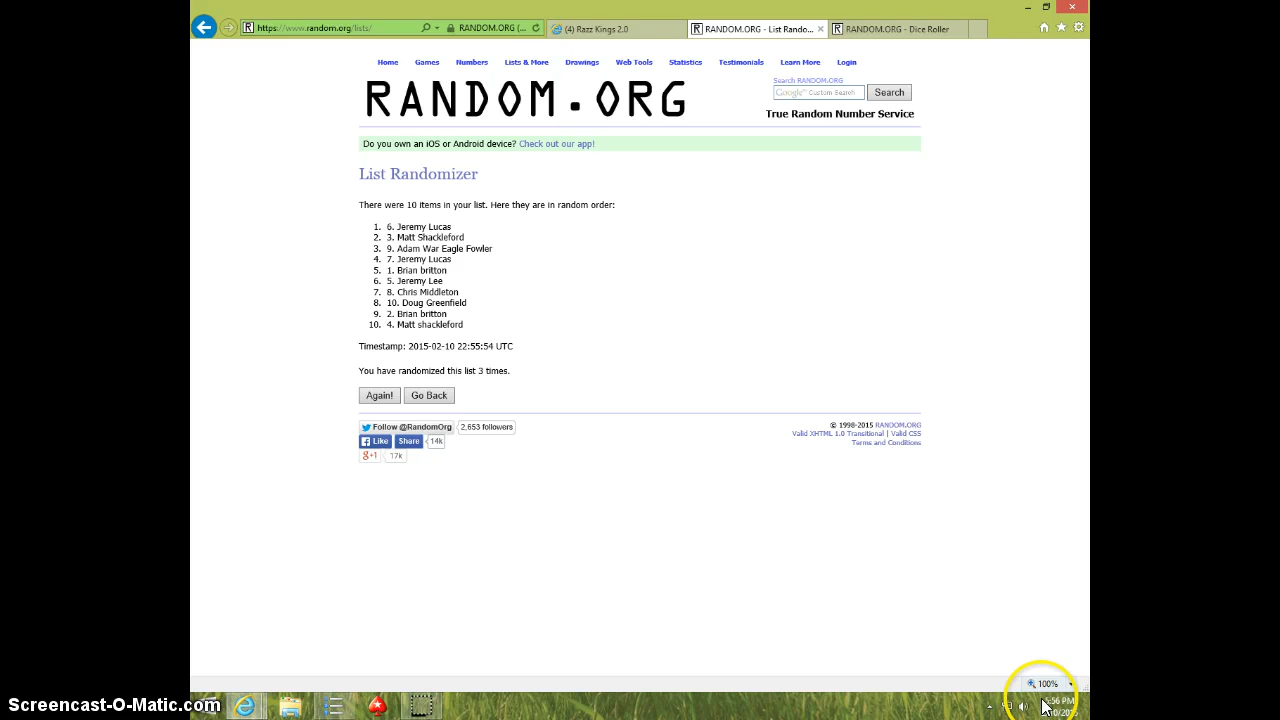 https://www.random.org/lists/
RANDOM.ORG (...
(4) Razz Kings 2.0
RANDOM.ORG - List Rando...
RANDOM.ORG - Dice Roller
Home Games Numbers Lists & More Drawings Web Tools Statistics Testimonials Learn More Login
RANDOM.ORG
Search RANDOM.ORG
Google™ Custom Search
Search
True Random Number Service
Do you own an iOS or Android device? Check out our app!
List Randomizer
There were 10 items in your list. Here they are in random order:
1. 6. Jeremy Lucas
2. 3. Matt Shackleford
3. 9. Adam War Eagle Fowler
4. 7. Jeremy Lucas
5. 1. Brian britton
6. 5. Jeremy Lee
7. 8. Chris Middleton
8. 10. Doug Greenfield
9. 2. Brian britton
10. 4. Matt shackleford
Timestamp: 2015-02-10 22:55:54 UTC
You have randomized this list 3 times.
Again! Go Back
Follow @RandomOrg 2,653 followers
Like Share 14k
g+1 17k
© 1998-2015 RANDOM.ORG
Valid XHTML 1.0 Transitional | Valid CSS
Terms and Conditions
100%
Screencast-O-Matic.com